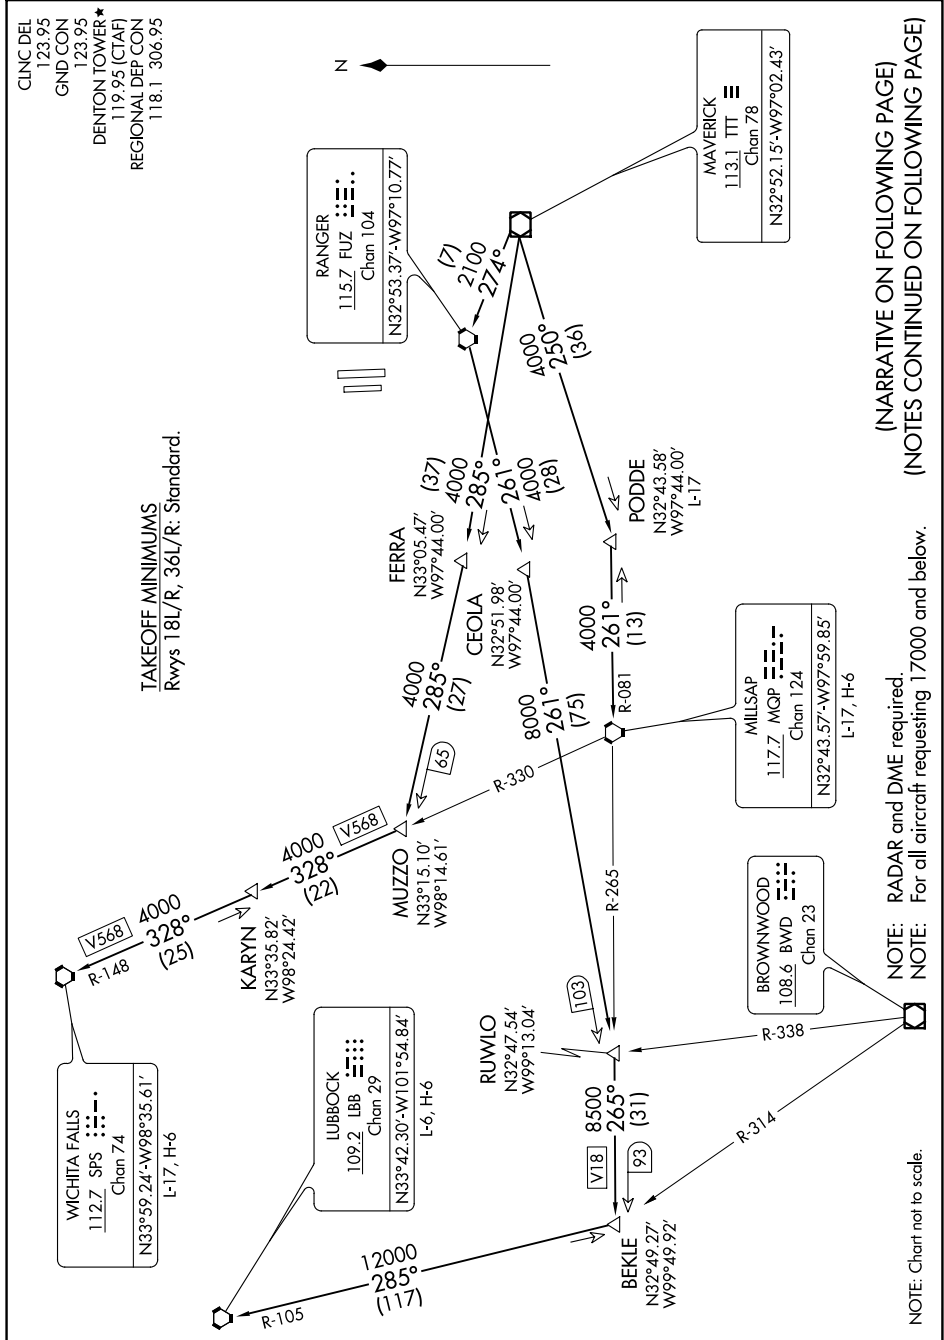 CLNC DEL
123.95
GND CON
123.95
DENTON TOWER★
119.95 (CTAF)
REGIONAL DEP CON
118.1 306.95
N
TAKEOFF MINIMUMS
Rwys 18L/R, 36L/R: Standard.
WICHITA FALLS
112.7 SPS
Chan 74
N33°59.24'-W98°35.61'
L-17, H-6
LUBBOCK
109.2 LBB
Chan 29
N33°42.30'-W101°54.84'
L-6, H-6
RANGER
115.7 FUZ
Chan 104
N32°53.37'-W97°10.77'
MAVERICK
113.1 TTT
Chan 78
N32°52.15'-W97°02.43'
MILLSAP
117.7 MQP
Chan 124
N32°43.57'-W97°59.85'
L-17, H-6
BROWNWOOD
108.6 BWD
Chan 23
V568
4000
328°
(25)
R-148
KARYN
N33°35.82'
W98°24.42'
4000
328°
(22)
V568
MUZZO
N33°15.10'
W98°14.61'
65
4000
285°
(27)
FERRA
N33°05.47'
W97°44.00'
(37)
4000
285°
(7)
2100
274°
CEOLA
N32°51.98'
W97°44.00'
261°
4000
(28)
8000
261°
(75)
4000
250°
(36)
PODDE
N32°43.58'
W97°44.00'
L-17
4000
261°
(13)
R-081
R-330
R-265
RUWLO
N32°47.54'
W99°13.04'
103
8500
265°
(31)
V18
93
BEKLE
N32°49.27'
W99°49.92'
12000
285°
(117)
R-105
R-338
R-314
NOTE: Chart not to scale.
NOTE: RADAR and DME required.
NOTE: For all aircraft requesting 17000 and below.
(NARRATIVE ON FOLLOWING PAGE)
(NOTES CONTINUED ON FOLLOWING PAGE)